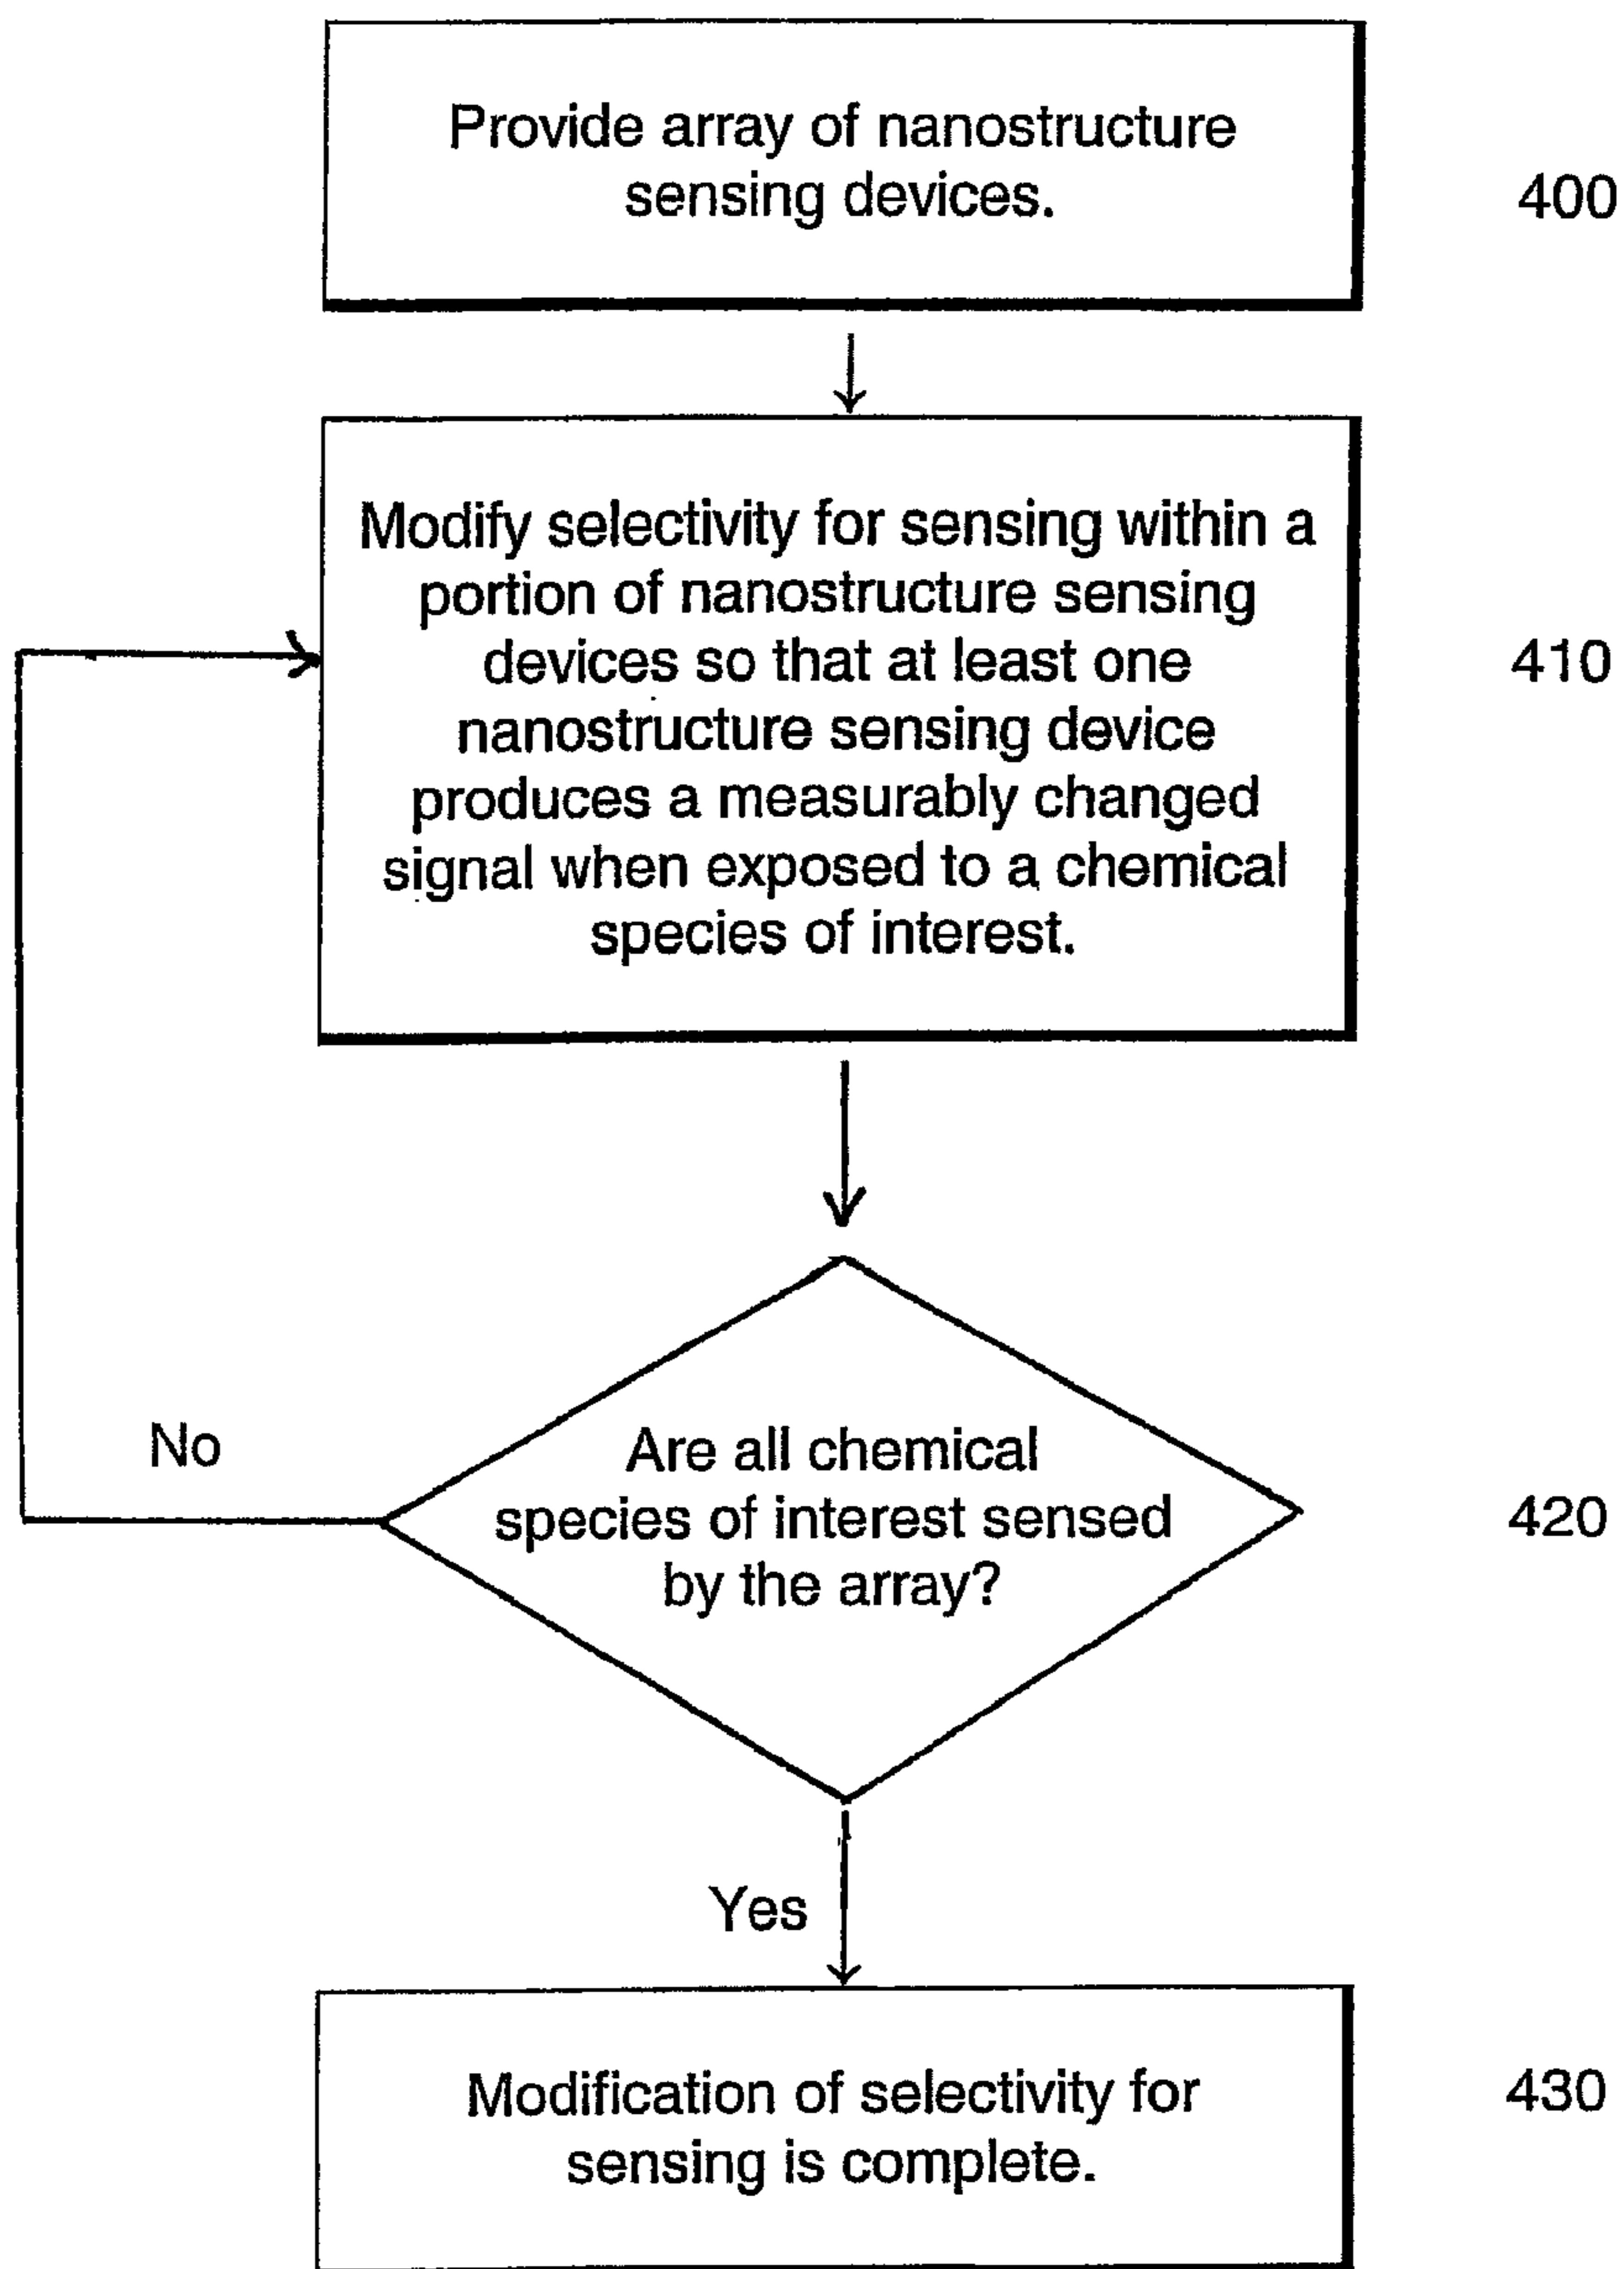 Provide array of nanostructure
sensing devices.
400
Modify selectivity for sensing within a
portion of nanostructure sensing
devices so that at least one
nanostructure sensing device
produces a measurably changed
signal when exposed to a chemical
species of interest.
410
Are all chemical
species of interest sensed
by the array?
420
No
Yes
Modification of selectivity for
sensing is complete.
430